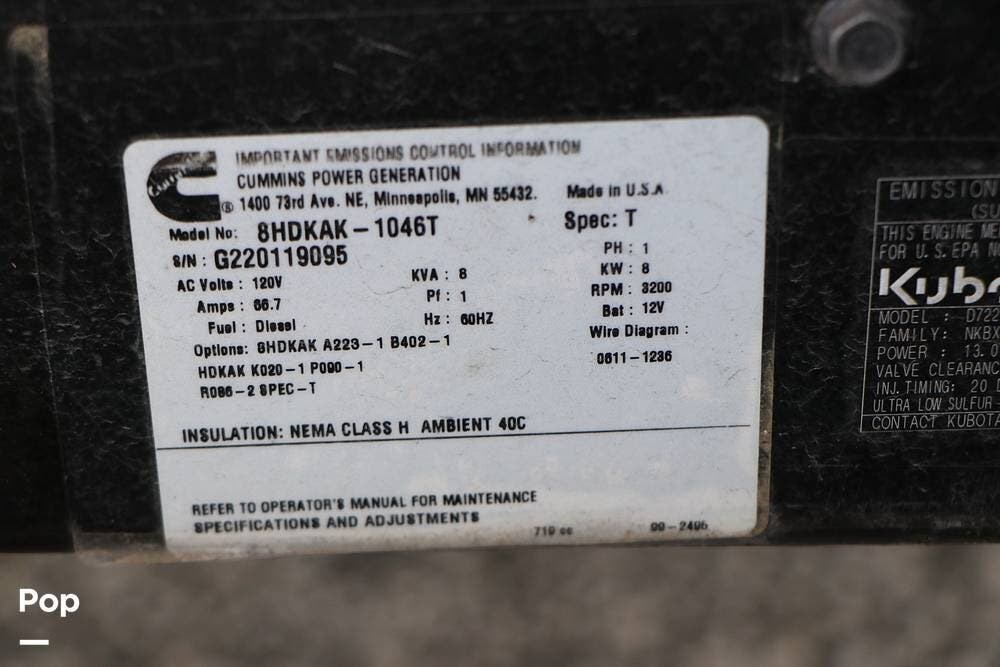 IMPORTANT EMISSIONS CONTROL INFORMATION
CUMMINS POWER GENERATION
® 1400 73rd Ave. NE, Minneapolis, MN 55432. Made in U.S.A.
Model No: 8HDKAK-1046T Spec: T
S/N: G220119095 PH: 1
AC Volts: 120V KVA: 8 KW: 8
Amps: 66.7 Pf: 1 RPM: 3200
Fuel: Diesel Hz: 60HZ Bat: 12V
Options: 8HDKAK A223-1 B402-1 Wire Diagram:
HDKAK K020-1 P090-1 0611-1236
R086-2 SPEC-T
INSULATION: NEMA CLASS H AMBIENT 40C
REFER TO OPERATOR'S MANUAL FOR MAINTENANCE
SPECIFICATIONS AND ADJUSTMENTS 719 cc
EMISSION
(SU
THIS ENGINE ME
FOR U.S. EPA N
Kubo
MODEL : D722
FAMILY: NKBX
POWER : 13.0
VALVE CLEARANC
INJ. TIMING: 20
ULTRA LOW SULFUR
CONTACT KUBOTA
Pop